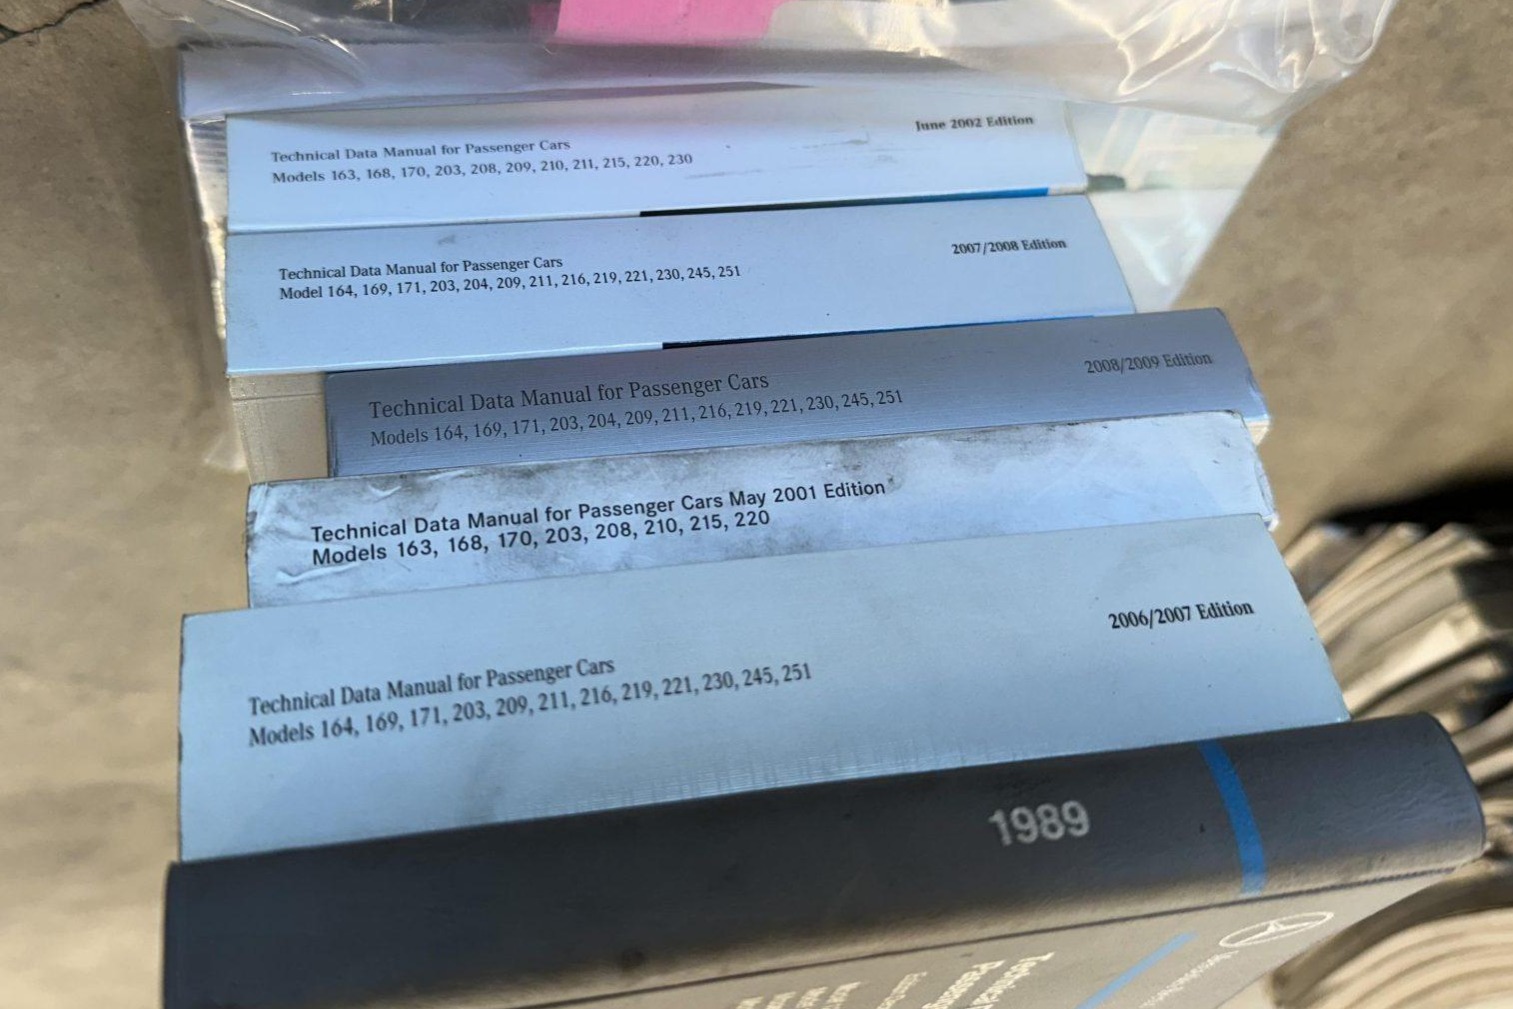 June 2002 Edition
Technical Data Manual for Passenger Cars
Models 163, 168, 170, 203, 208, 209, 210, 211, 215, 220, 230
2007/2008 Edition
Technical Data Manual for Passenger Cars
Model 164, 169, 171, 203, 204, 209, 211, 216, 219, 221, 230, 245, 251
2008/2009 Edition
Technical Data Manual for Passenger Cars
Models 164, 169, 171, 203, 204, 209, 211, 216, 219, 221, 230, 245, 251
Technical Data Manual for Passenger Cars May 2001 Edition
Models 163, 168, 170, 203, 208, 210, 215, 220
2006/2007 Edition
Technical Data Manual for Passenger Cars
Models 164, 169, 171, 203, 209, 211, 216, 219, 221, 230, 245, 251
1989